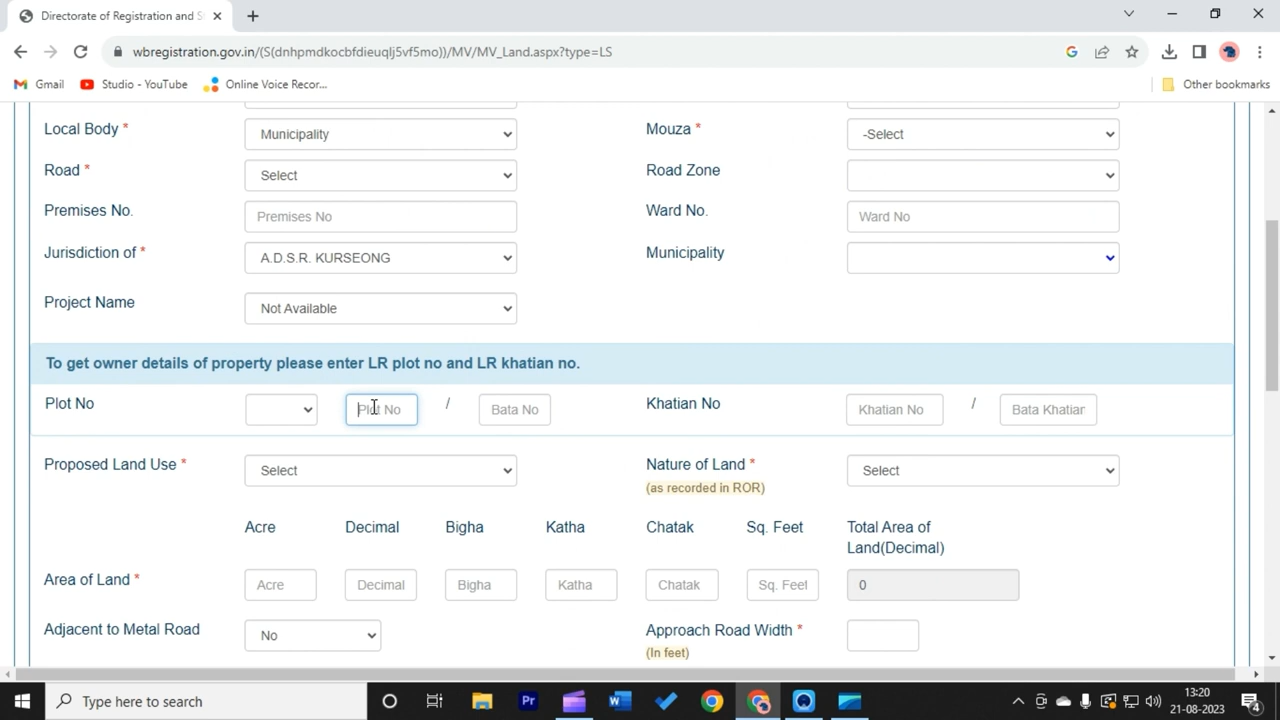 Directorate of Registration and S
wbregistration.gov.in/(S(dnhpmdkocbfdieuqlj5vf5mo))/MV/MV_Land.aspx?type=LS
Gmail Studio - YouTube Online Voice Recor... Other bookmarks
Local Body * Municipality Mouza * -Select
Road * Select Road Zone
Premises No. Premises No Ward No. Ward No
Jurisdiction of * A.D.S.R. KURSEONG Municipality
Project Name Not Available
To get owner details of property please enter LR plot no and LR khatian no.
Plot No Plot No / Bata No Khatian No Khatian No / Bata Khatian
Proposed Land Use * Select Nature of Land * Select
(as recorded in ROR)
Acre Decimal Bigha Katha Chatak Sq. Feet Total Area of
Land(Decimal)
Area of Land * Acre Decimal Bigha Katha Chatak Sq. Feet 0
Adjacent to Metal Road No Approach Road Width *
(In feet)
Type here to search Pr W 13:20
21-08-2023 4